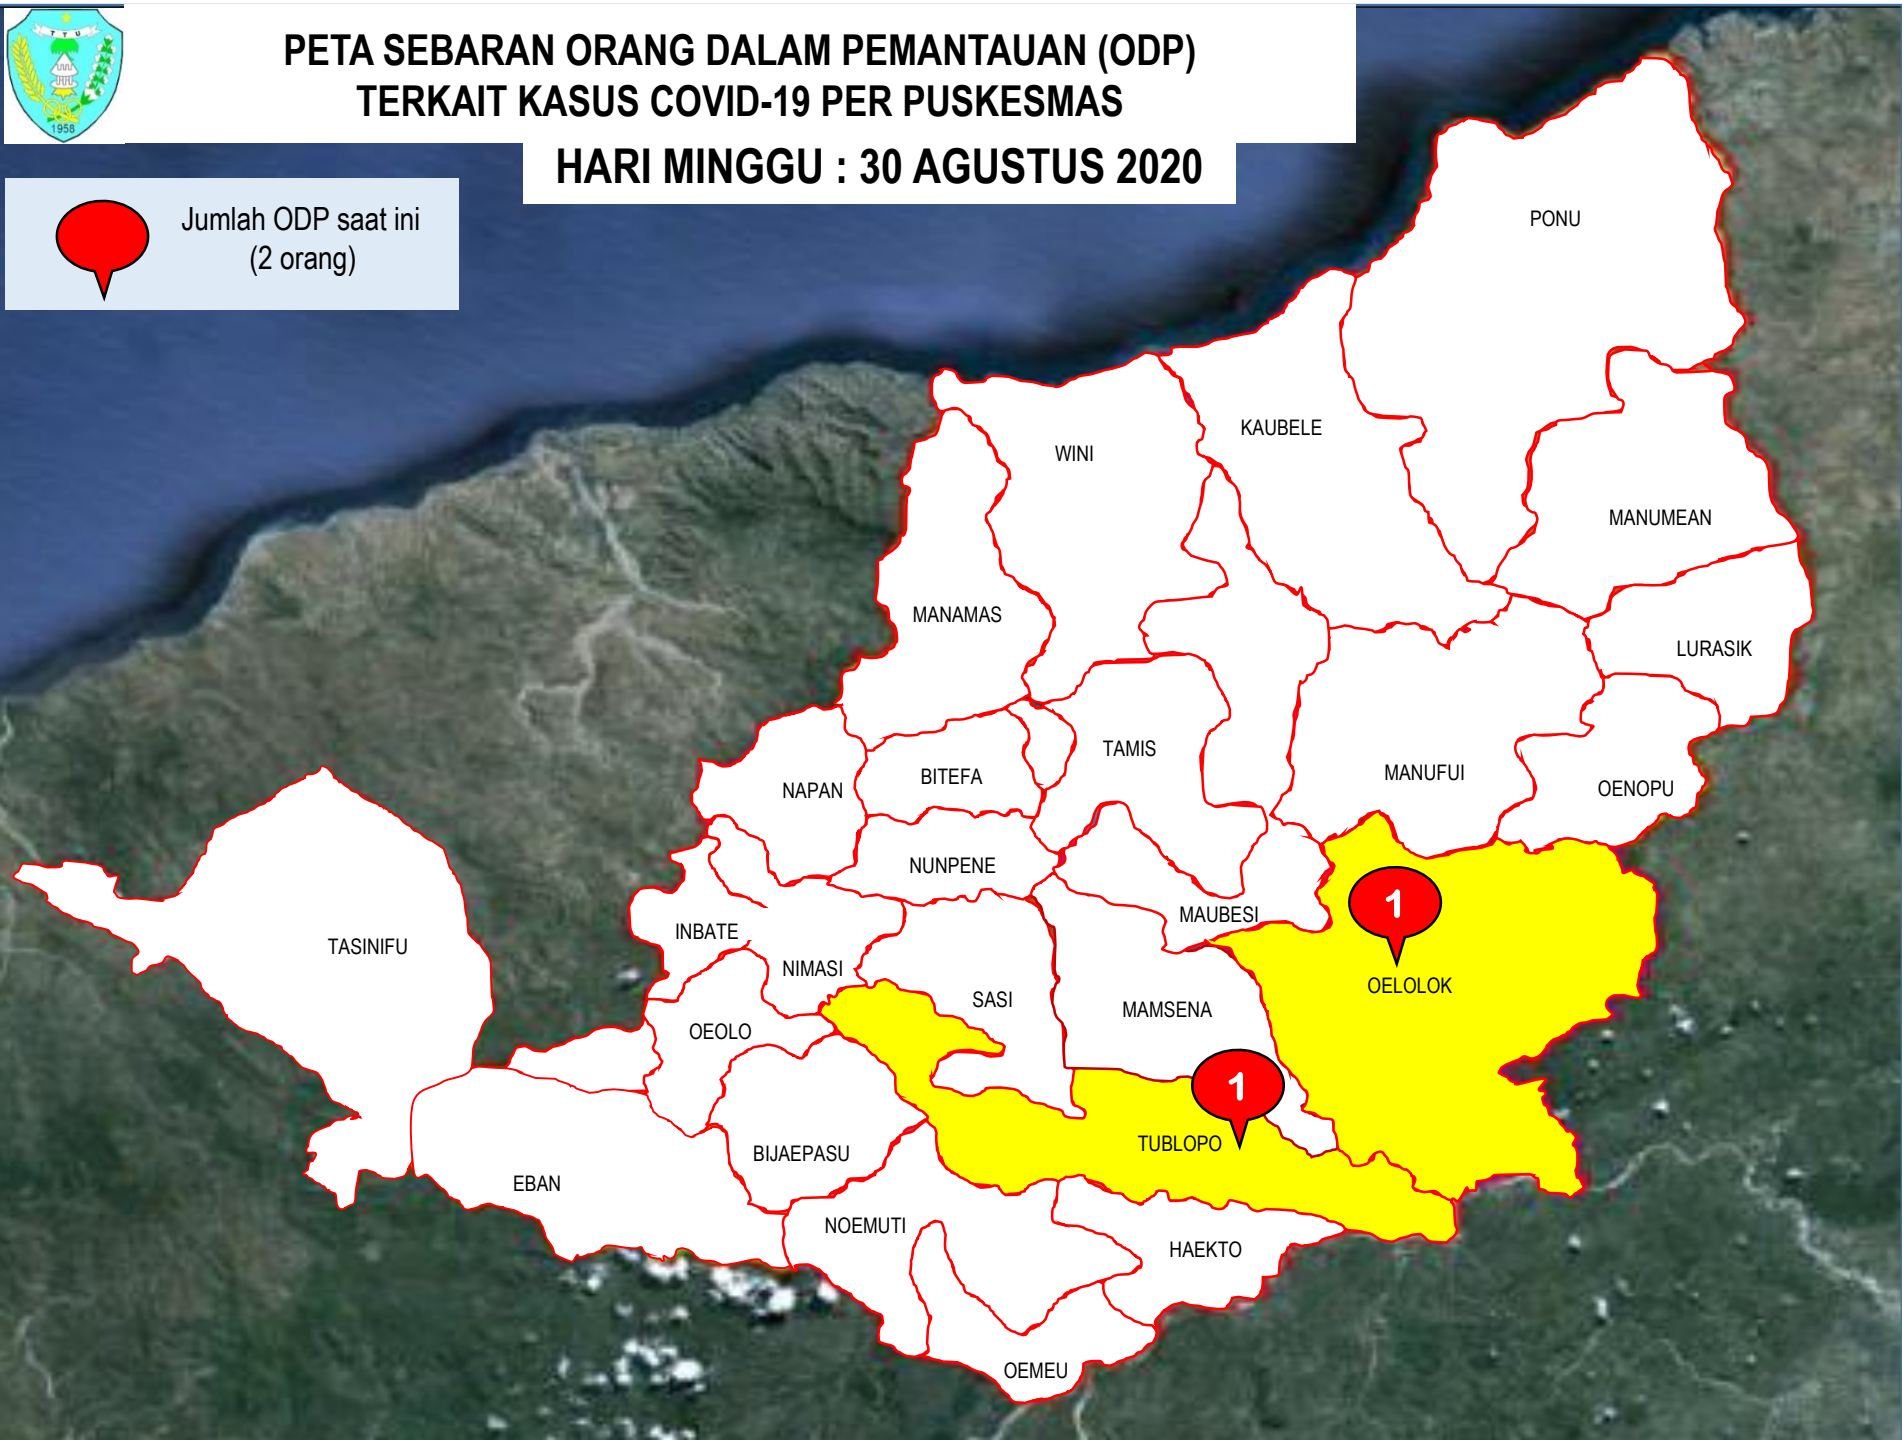 T T U
1958
PETA SEBARAN ORANG DALAM PEMANTAUAN (ODP)
TERKAIT KASUS COVID-19 PER PUSKESMAS
HARI MINGGU : 30 AGUSTUS 2020
Jumlah ODP saat ini
(2 orang)
PONU
KAUBELE
WINI
MANUMEAN
MANAMAS
LURASIK
TAMIS
MANUFUI
BITEFA
NAPAN
OENOPU
NUNPENE
1
MAUBESI
INBATE
TASINIFU
NIMASI
OELOLOK
SASI
MAMSENA
OEOLO
1
TUBLOPO
BIJAEPASU
EBAN
NOEMUTI
HAEKTO
OEMEU